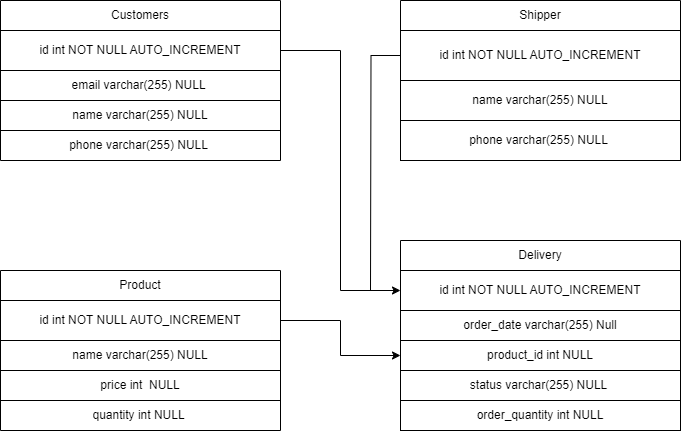 Customers
id int NOT NULL AUTO_INCREMENT
email varchar(255) NULL
name varchar(255) NULL
phone varchar(255) NULL
Shipper
id int NOT NULL AUTO_INCREMENT
name varchar(255) NULL
phone varchar(255) NULL
Product
id int NOT NULL AUTO_INCREMENT
name varchar(255) NULL
price int  NULL
quantity int NULL
Delivery
id int NOT NULL AUTO_INCREMENT
order_date varchar(255) Null
product_id int NULL
status varchar(255) NULL
order_quantity int NULL